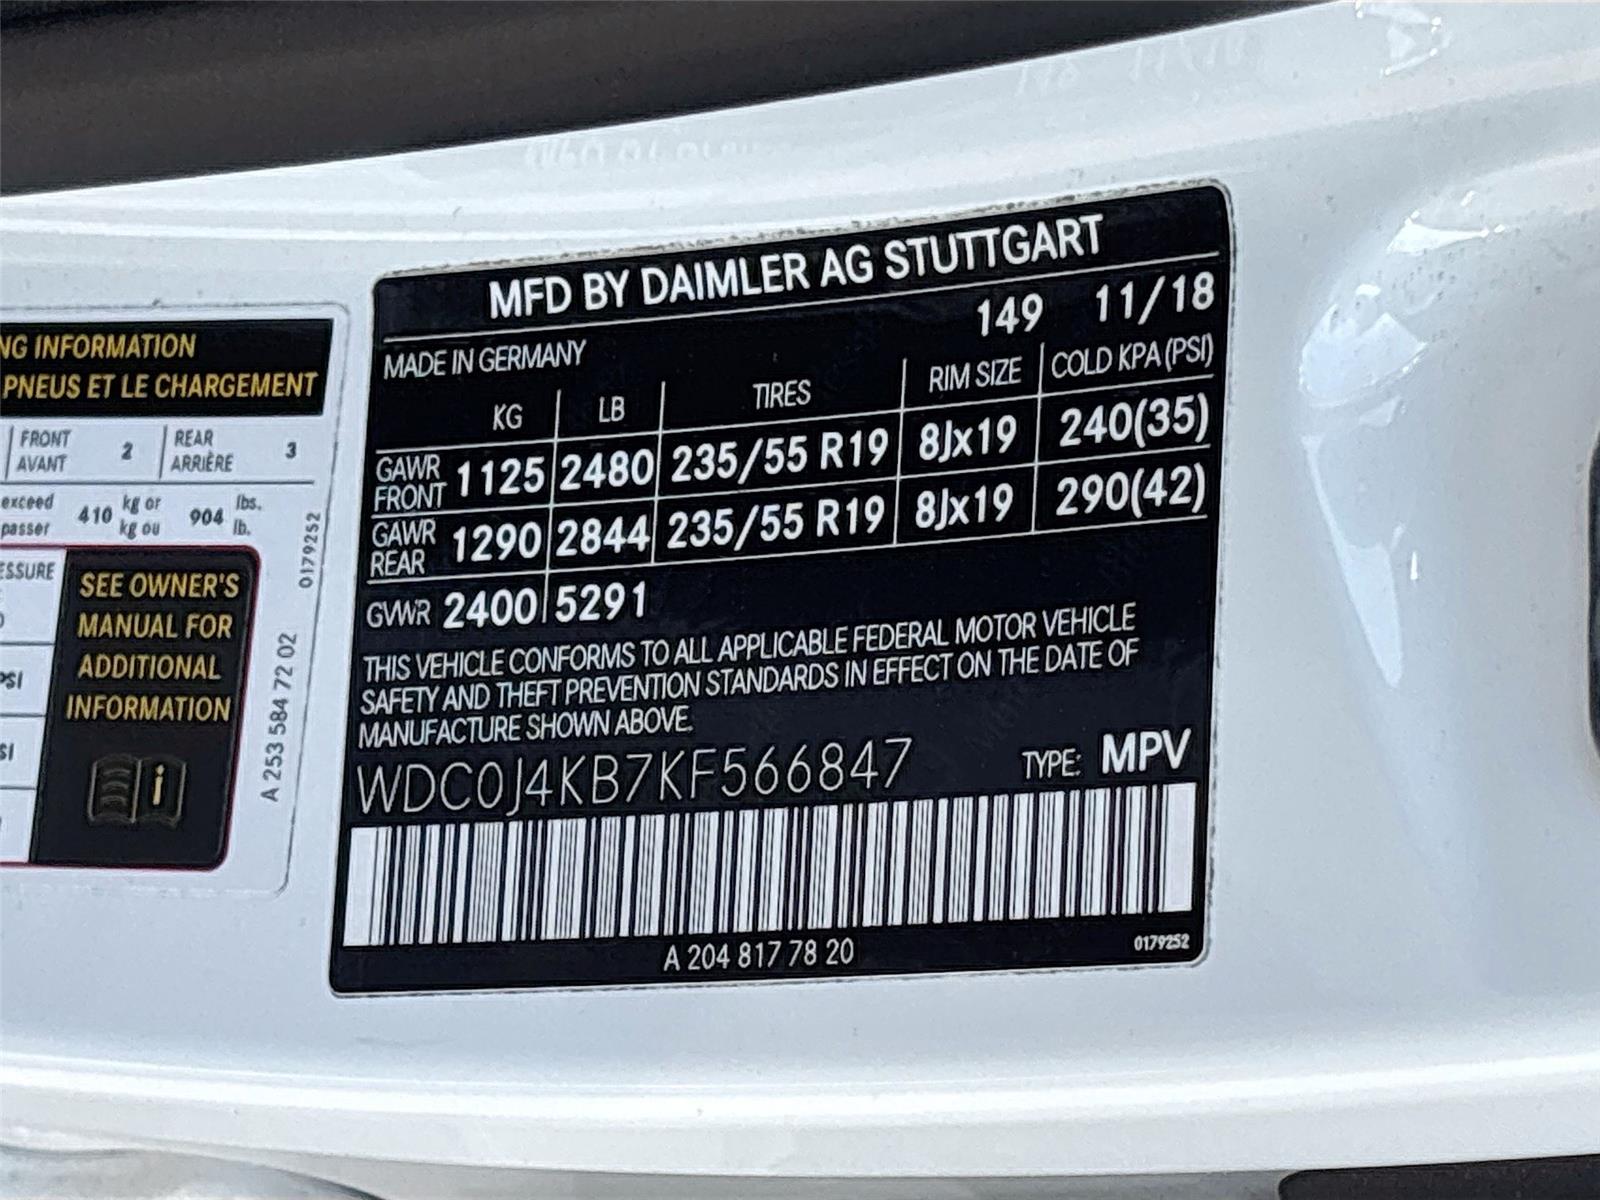 NG INFORMATION
PNEUS ET LE CHARGEMENT
FRONT AVANT 2 REAR ARRIÈRE 3
exceed 410 kg or 904 lbs.
passer kg ou lb.
ESSURE
SEE OWNER'S
MANUAL FOR
ADDITIONAL
INFORMATION
i
PSI
SI
0179252
A 253 584 72 02
MFD BY DAIMLER AG STUTTGART
149 11/18
MADE IN GERMANY
KG LB TIRES RIM SIZE COLD KPA (PSI)
GAWR FRONT 1125 2480 235/55 R19 8Jx19 240(35)
GAWR REAR 1290 2844 235/55 R19 8Jx19 290(42)
GVWR 2400 5291
THIS VEHICLE CONFORMS TO ALL APPLICABLE FEDERAL MOTOR VEHICLE
SAFETY AND THEFT PREVENTION STANDARDS IN EFFECT ON THE DATE OF
MANUFACTURE SHOWN ABOVE.
WDC0J4KB7KF566847 TYPE: MPV
A 204 817 78 20
0179252